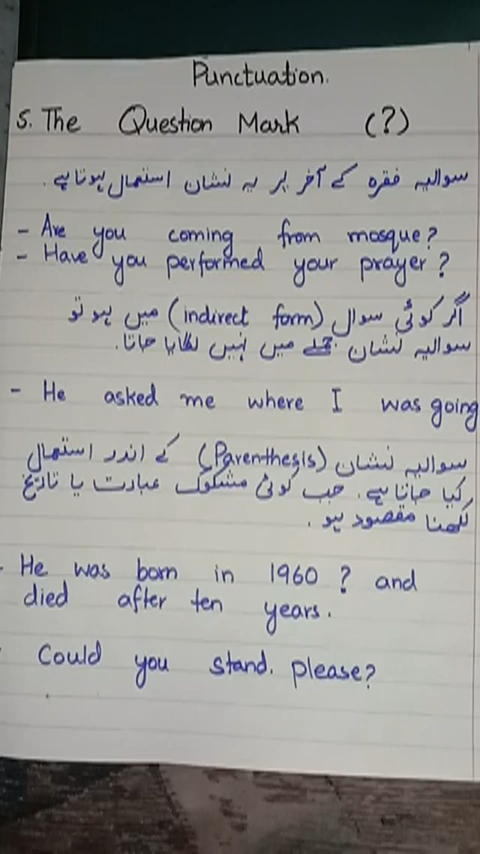 Punctuation.
5. The Question Mark (?)
سوالیہ فقرہ کے آخر پر یہ نشان استعمال ہوتا ہے۔
- Are you coming from mosque?
- Have you performed your prayer?
اگر کوئی سوال (indirect form) میں ہو تو
سوالیہ نشان جملے میں نہیں لگایا جاتا۔
- He asked me where I was going
سوالیہ نشان (Parenthesis) کے اندر استعمال
کیا جاتا ہے۔ جب کوئی مشکوک عبادت یا تاریخ
لکھنا مقصود ہو۔
- He was born in 1960 ? and
died after ten years.
- Could you stand. please?